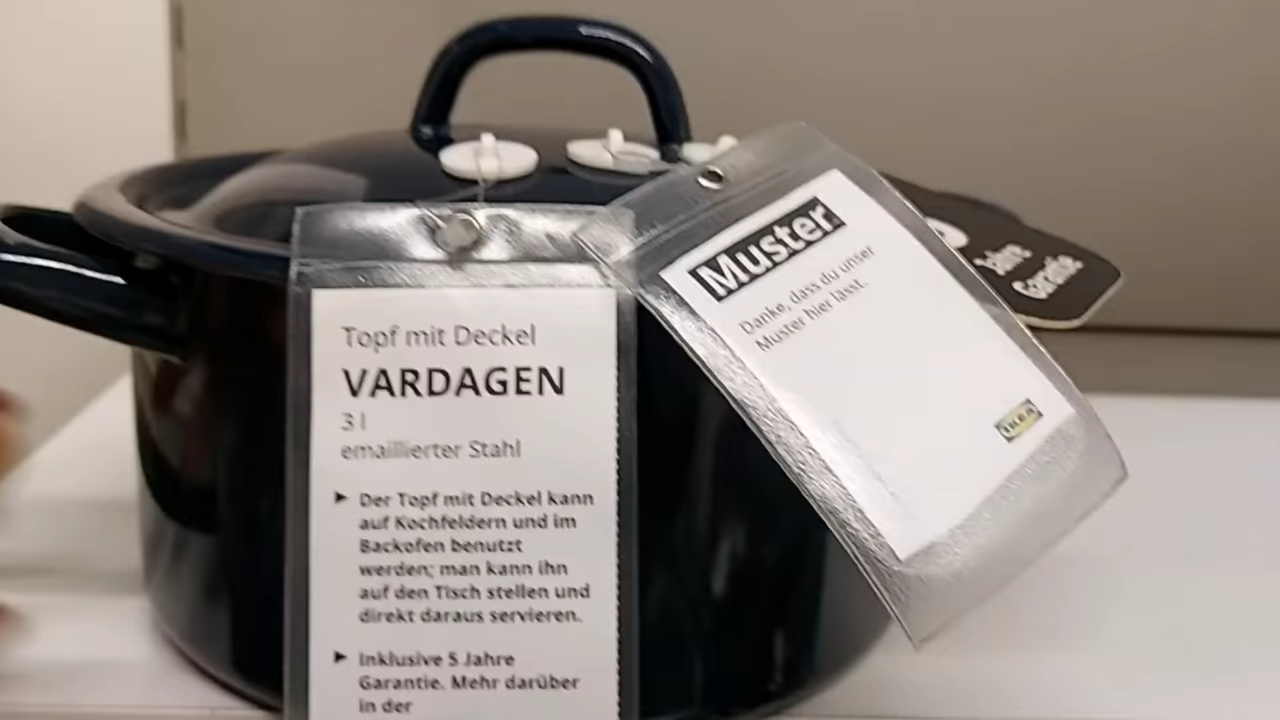 Topf mit Deckel
VARDAGEN
3 l
emaillierter Stahl
► Der Topf mit Deckel kann
auf Kochfeldern und im
Backofen benutzt
werden; man kann ihn
auf den Tisch stellen und
direkt daraus servieren.
► Inklusive 5 Jahre
Garantie. Mehr darüber
in der
Muster
Danke, dass du unser
Muster hier lässt.
IKEA
Jahre
Garantie